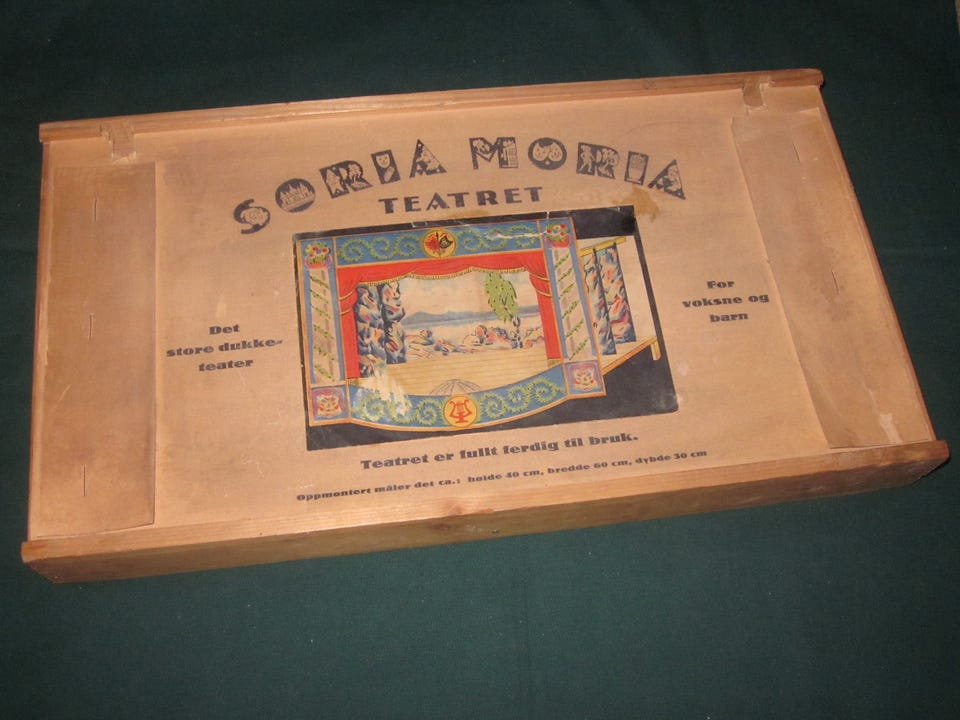 SORIA MORIA
TEATRET
Det
store dukke-
teater
For
voksne og
barn
Teatret er fullt ferdig til bruk.
Oppmontert måler det ca.: høide 40 cm, bredde 60 cm, dybde 30 cm